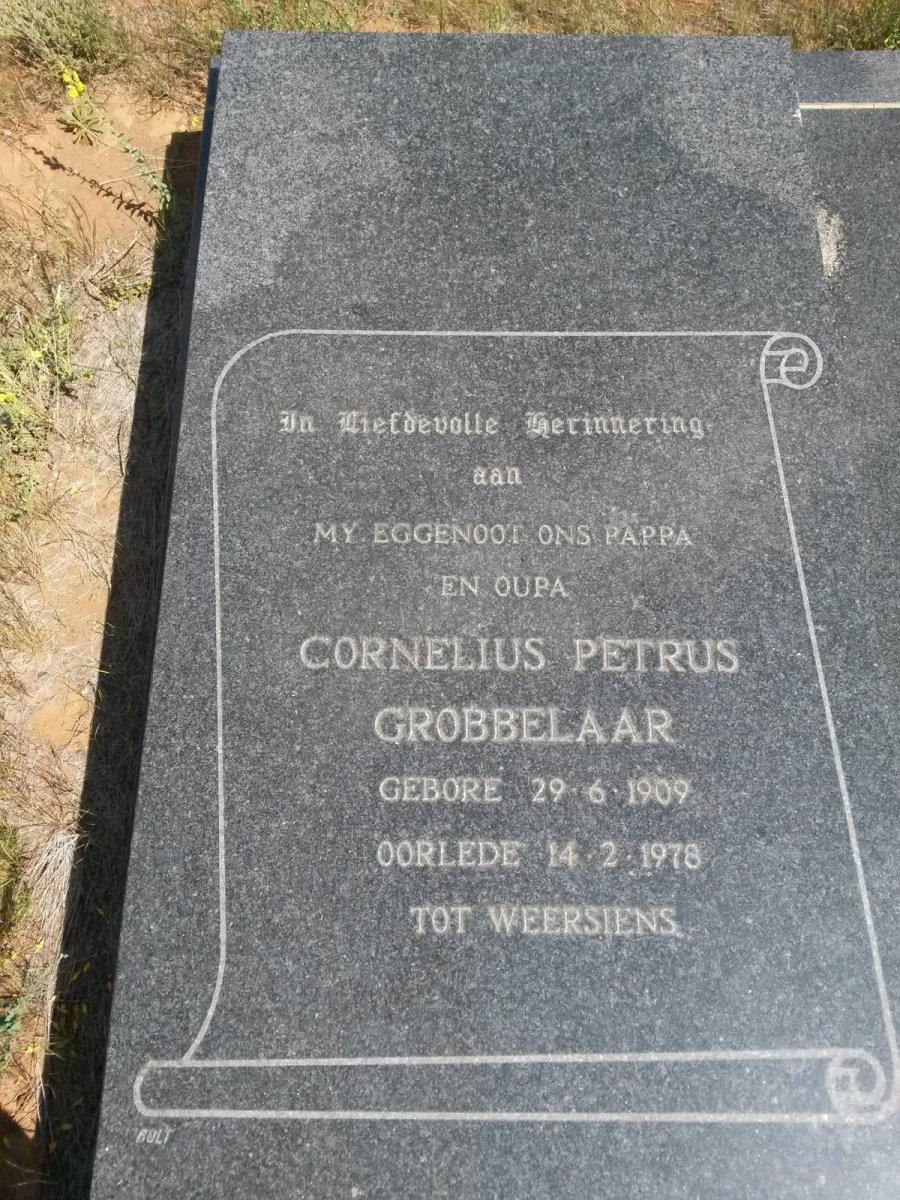 In Liefdevolle Herinnering
aan
MY EGGENOOT ONS PAPPA
EN OUPA
CORNELIUS PETRUS
GROBBELAAR
GEBORE 29·6·1909
OORLEDE 14·2·1978
TOT WEERSIENS